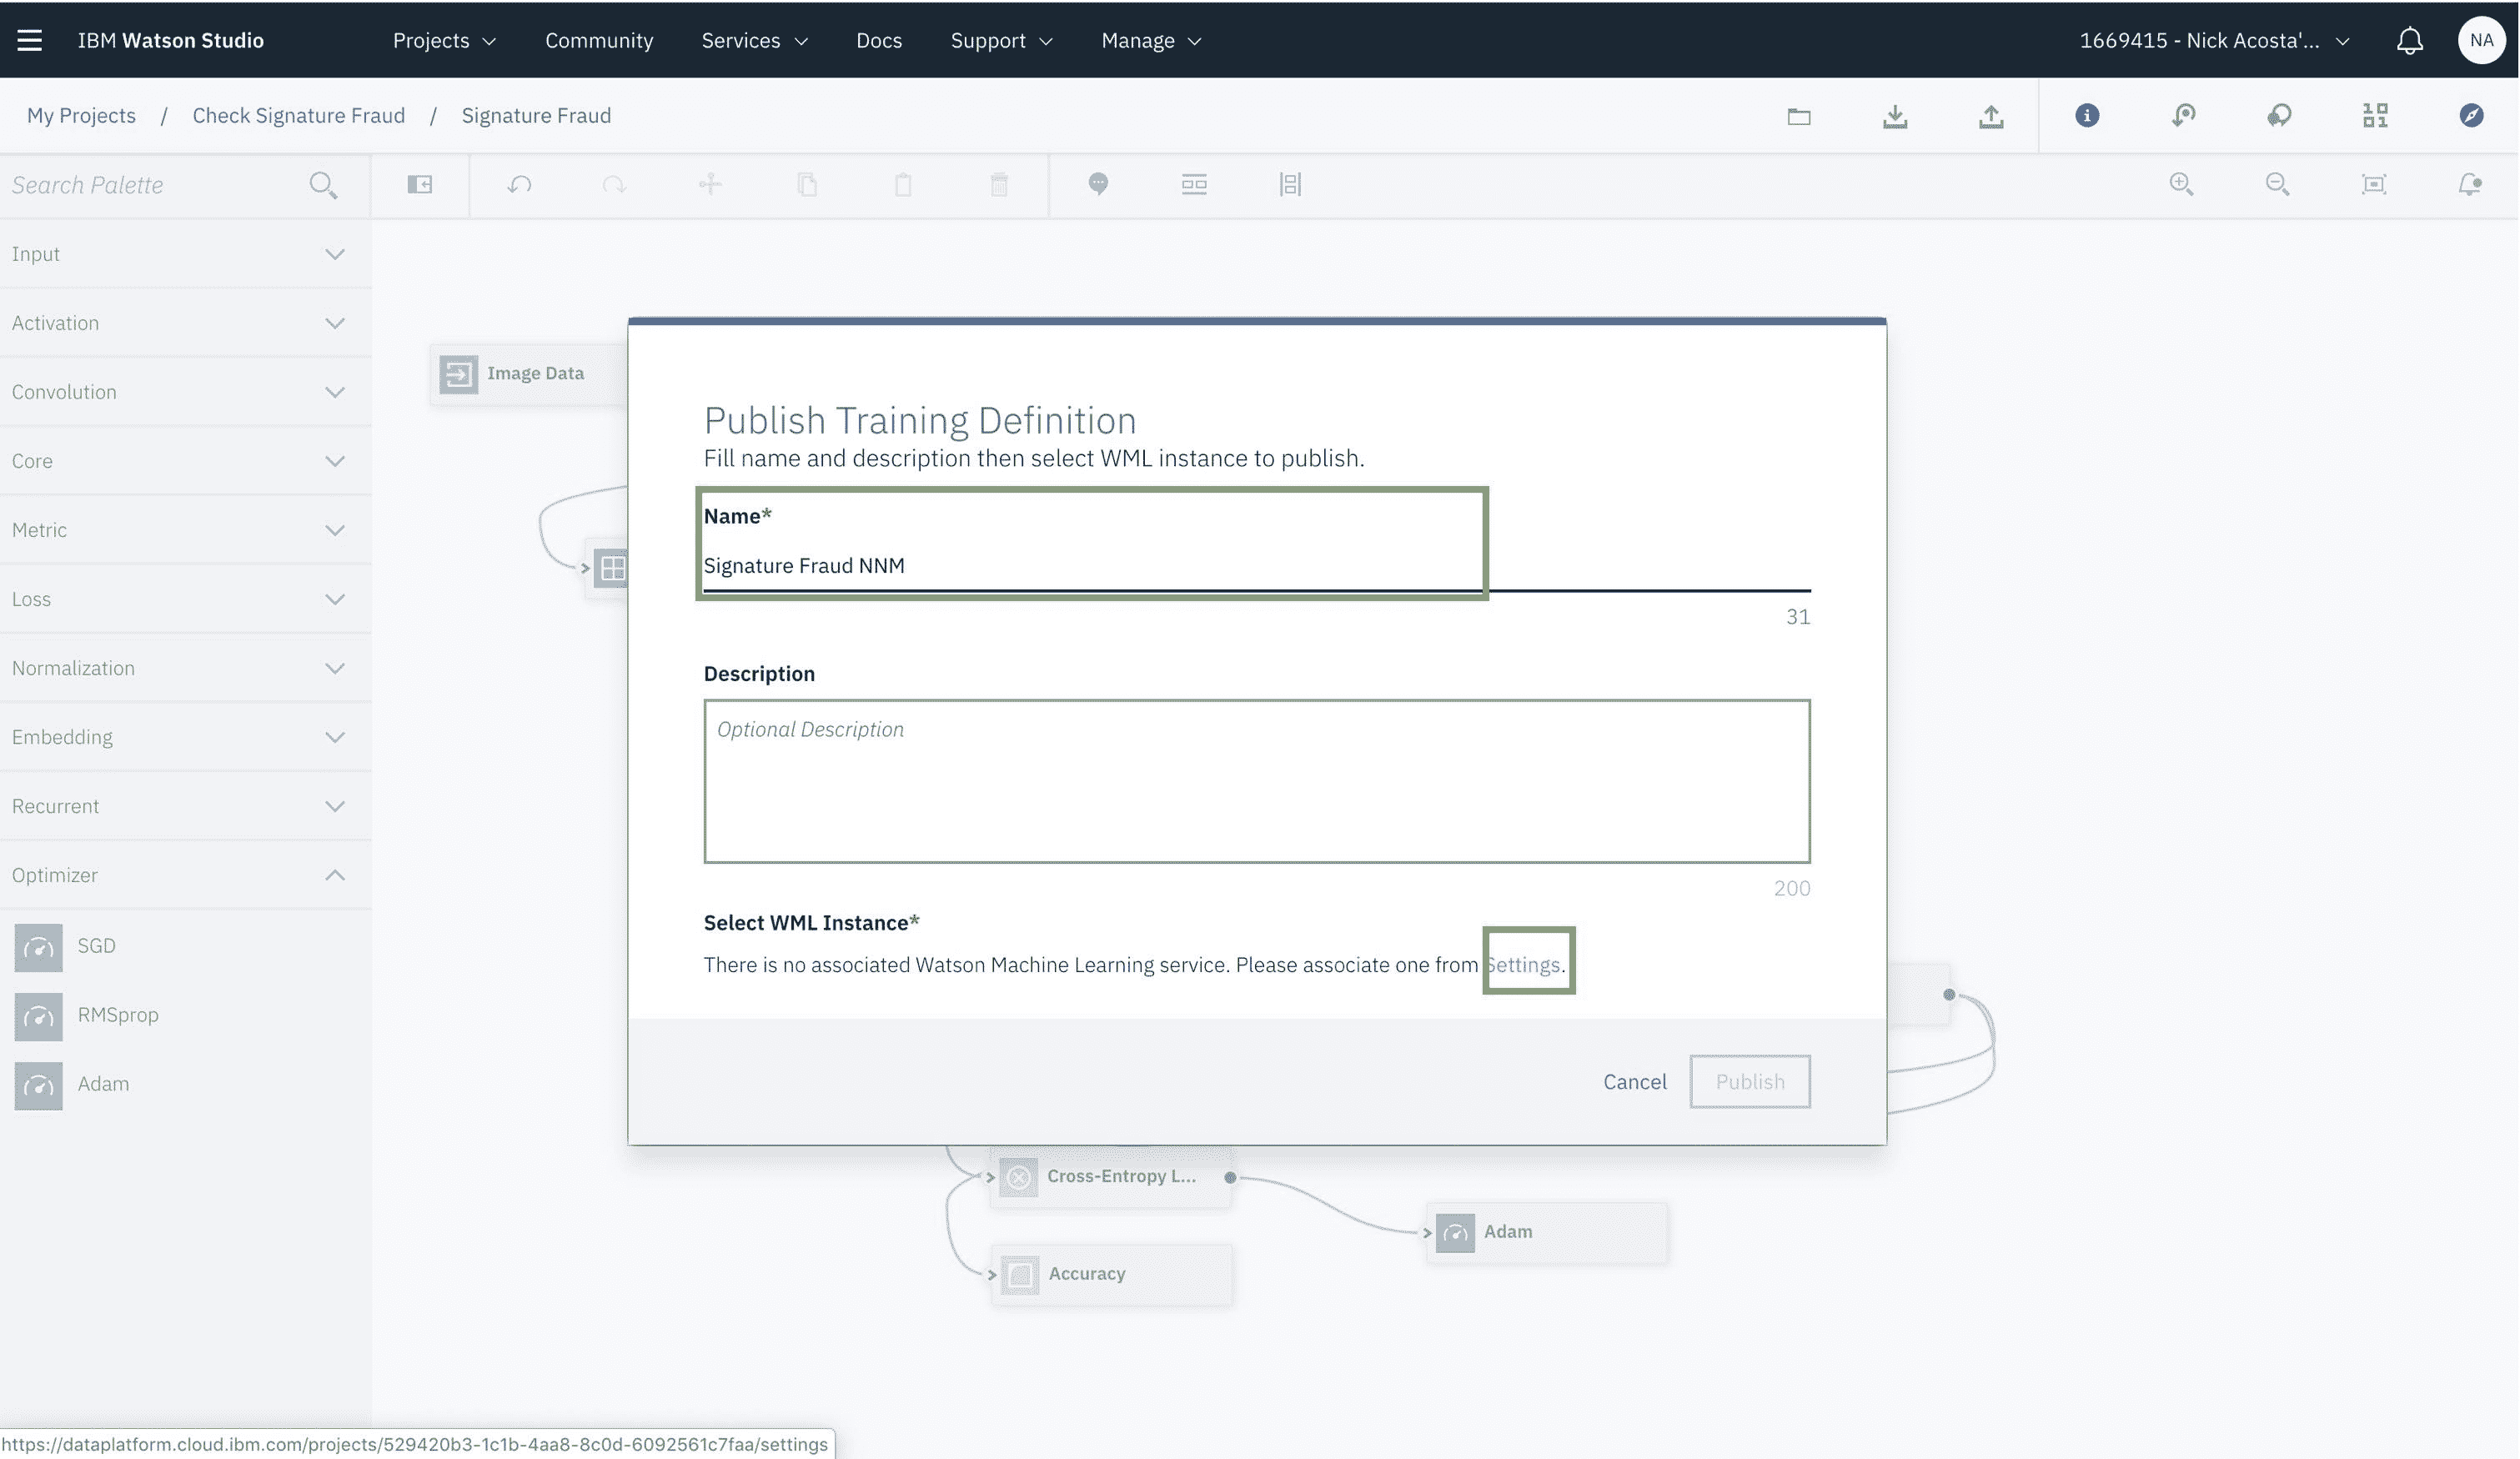 IBM Watson Studio Projects Community Services Docs Support Manage 1669415 - Nick Acosta'... NA
My Projects / Check Signature Fraud / Signature Fraud
Search Palette
Input
Activation
Convolution
Core
Metric
Loss
Normalization
Embedding
Recurrent
Optimizer
SGD
RMSprop
Adam
Image Data
Publish Training Definition
Fill name and description then select WML instance to publish.
Name*
Signature Fraud NNM
31
Description
Optional Description
200
Select WML Instance*
There is no associated Watson Machine Learning service. Please associate one from Settings.
Cancel Publish
Cross-Entropy L...
Adam
Accuracy
https://dataplatform.cloud.ibm.com/projects/529420b3-1c1b-4aa8-8c0d-6092561c7faa/settings